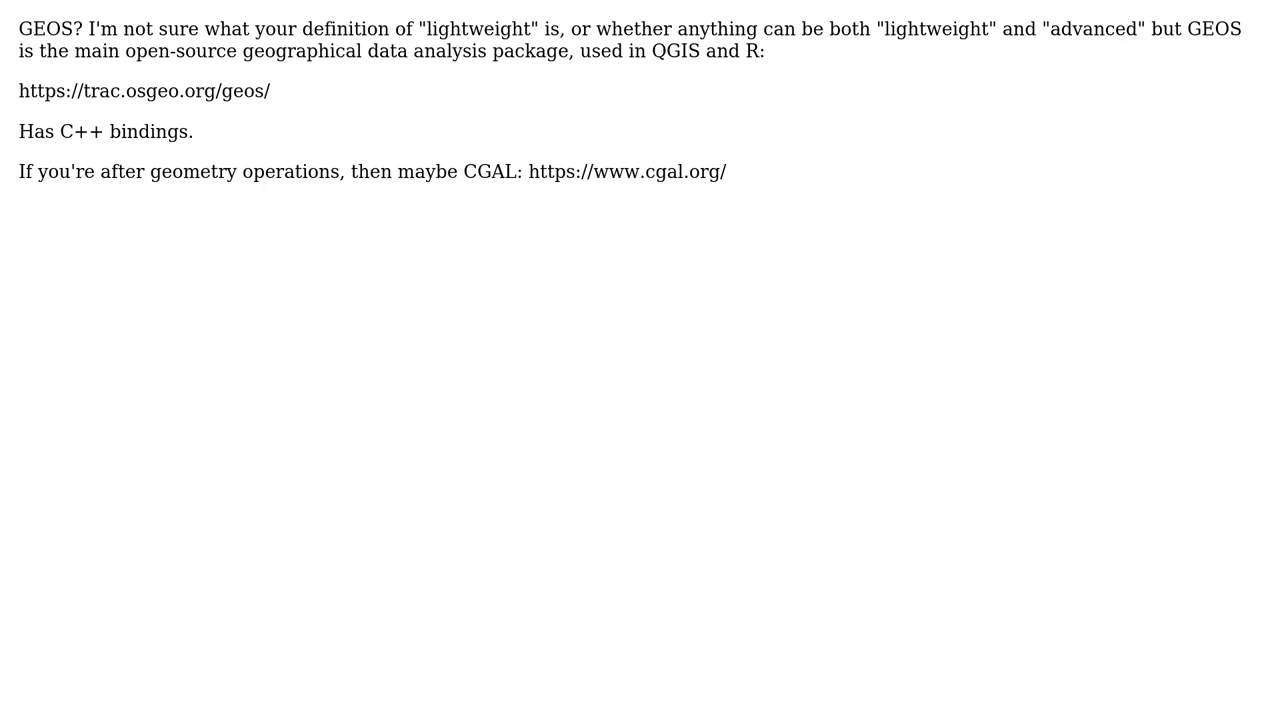 GEOS? I'm not sure what your definition of "lightweight" is, or whether anything can be both "lightweight" and "advanced" but GEOS
is the main open-source geographical data analysis package, used in QGIS and R:
https://trac.osgeo.org/geos/
Has C++ bindings.
If you're after geometry operations, then maybe CGAL: https://www.cgal.org/